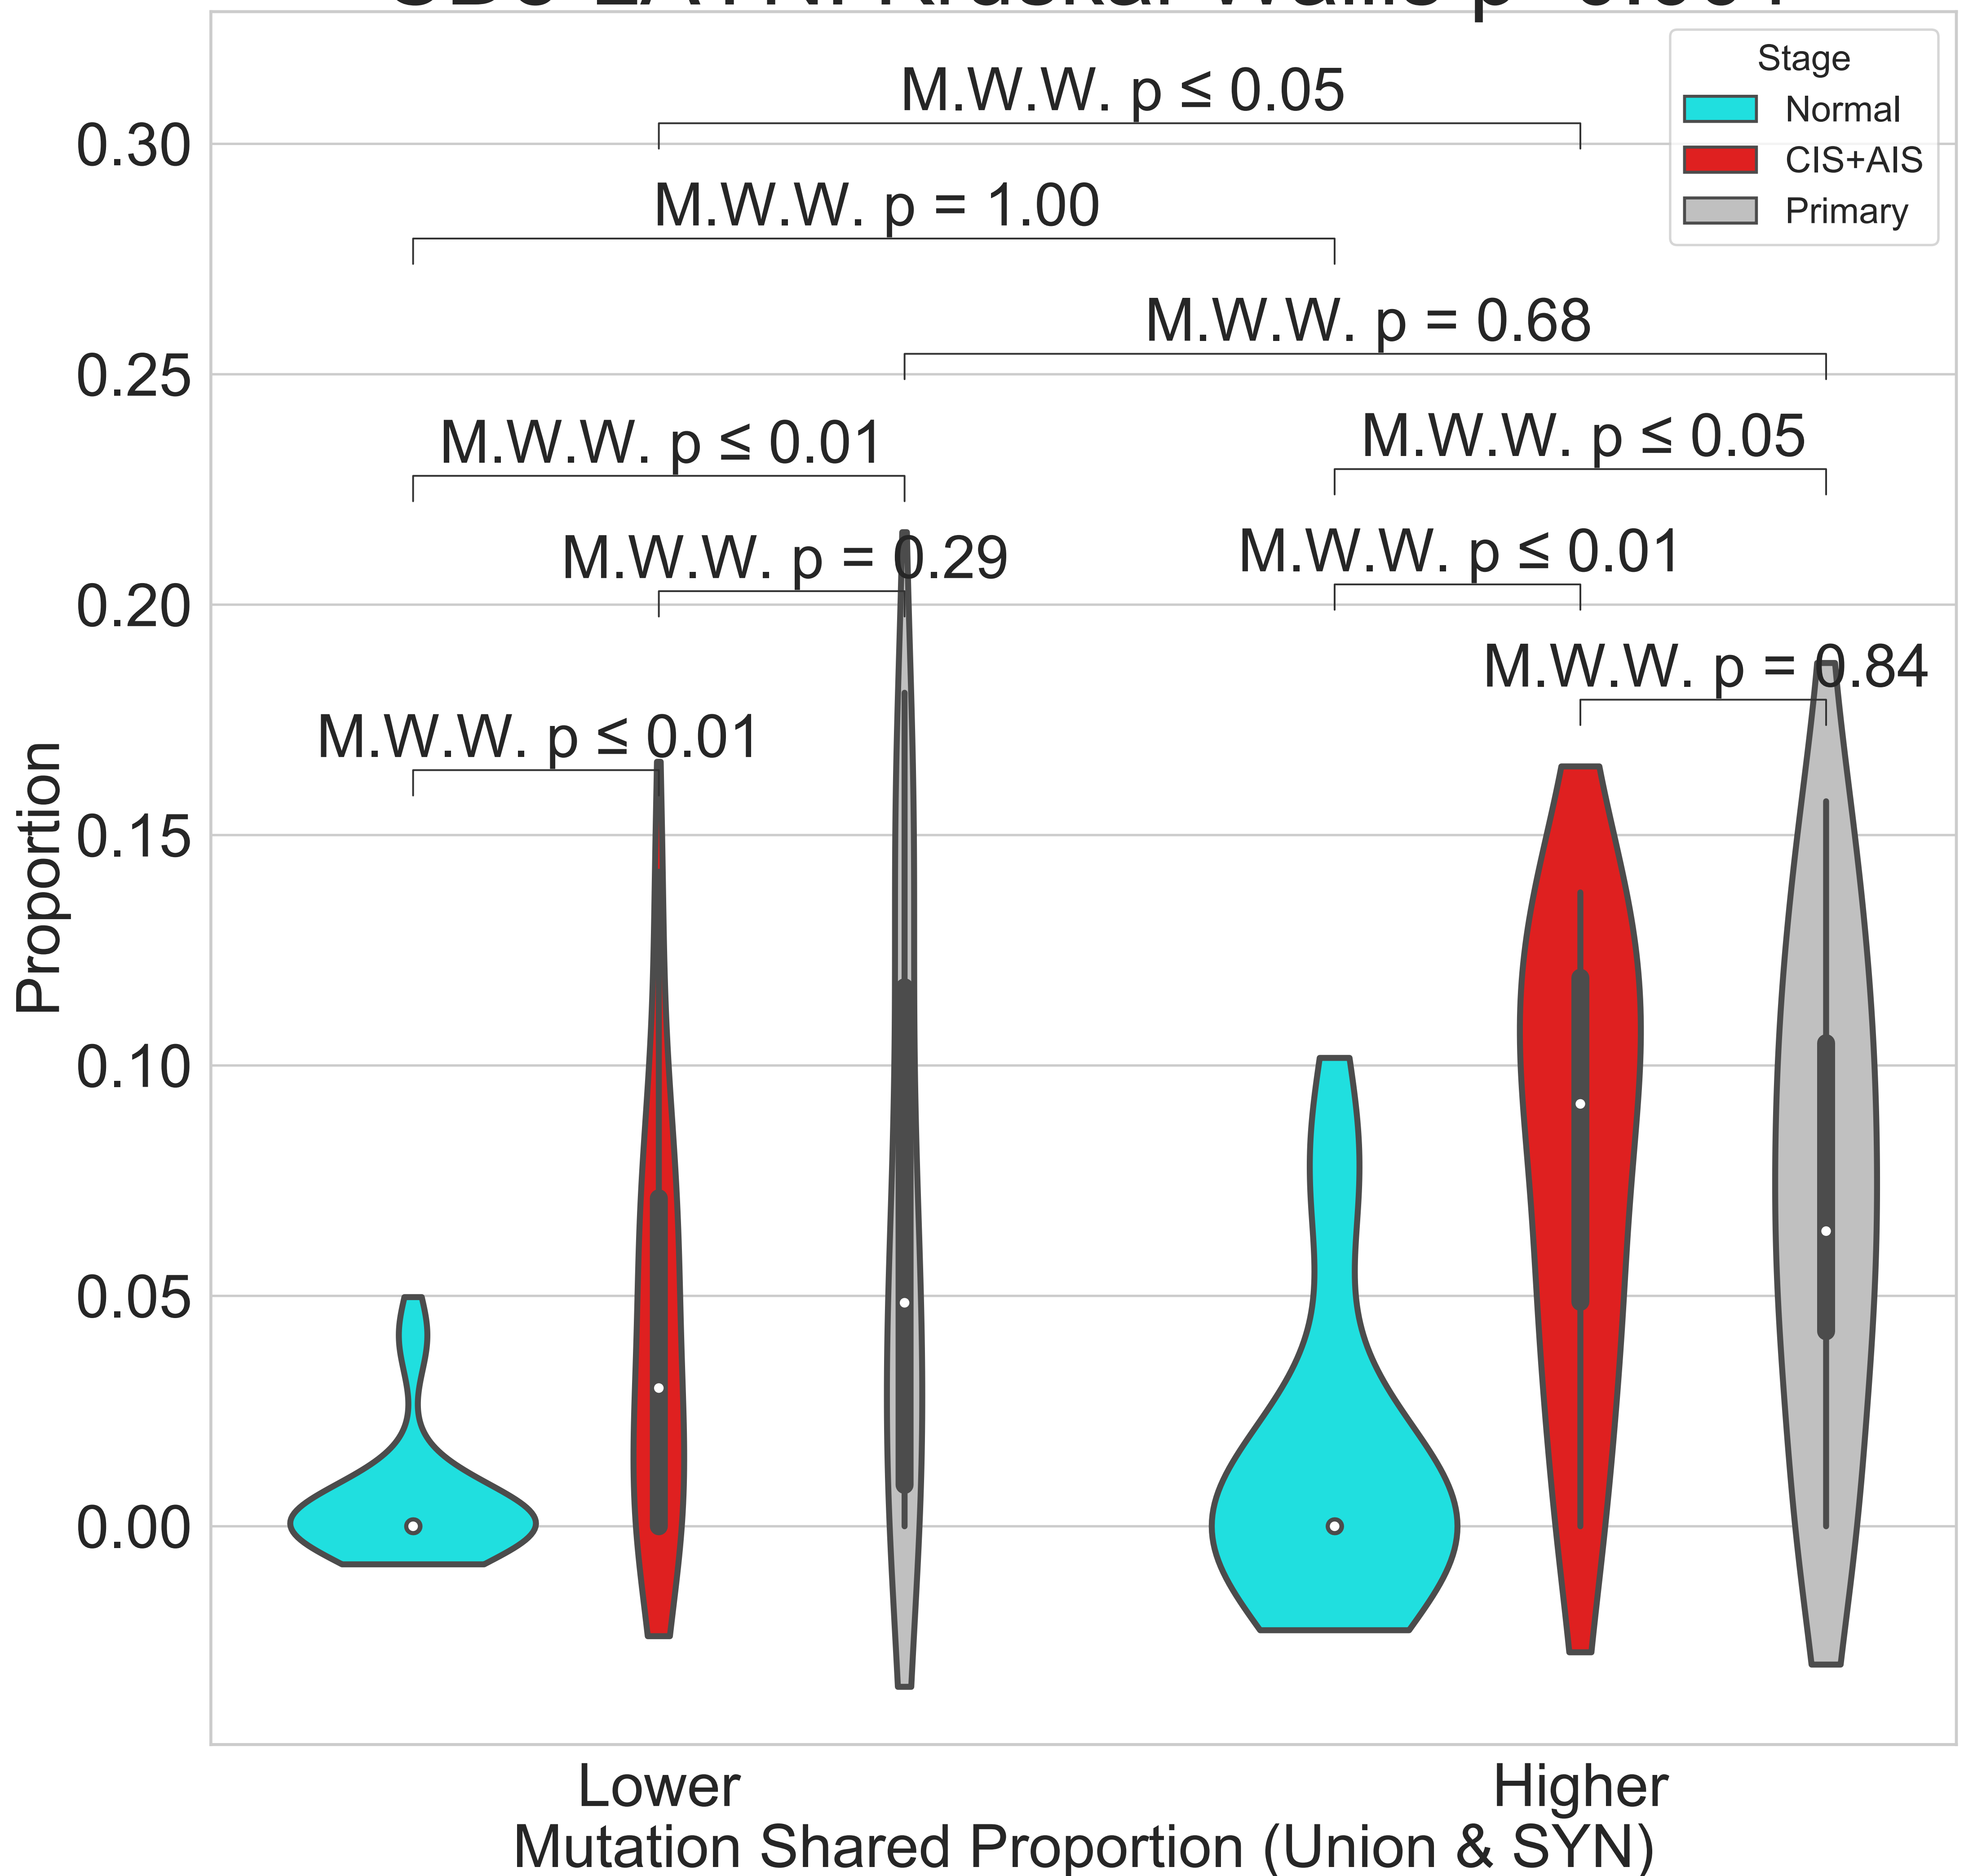 M.W.W. p ≤ 0.05
Stage
Normal
CIS+AIS
Primary
0.30
M.W.W. p = 1.00
M.W.W. p = 0.68
0.25
M.W.W. p ≤ 0.01
M.W.W. p ≤ 0.05
M.W.W. p = 0.29
M.W.W. p ≤ 0.01
0.20
M.W.W. p = 0.84
M.W.W. p ≤ 0.01
0.15
Proportion
0.10
0.05
0.00
Lower
Higher
Mutation Shared Proportion (Union & SYN)